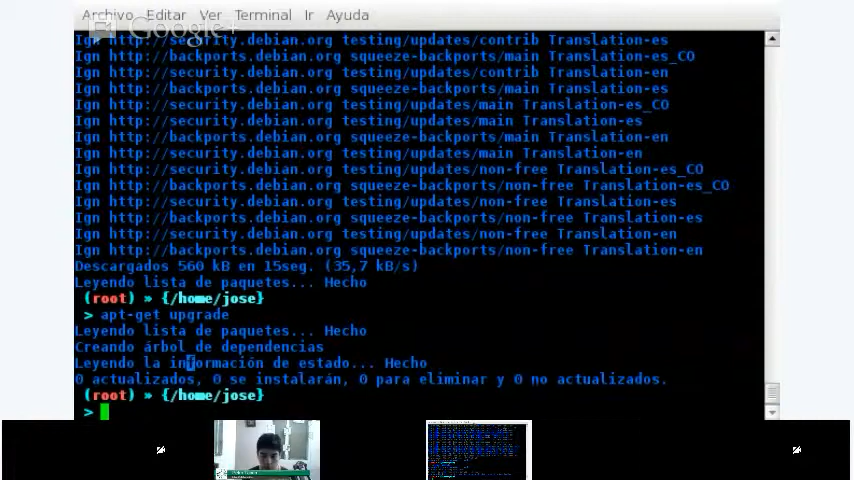 Archivo Editar Ver Terminal Ir Ayuda
Google+
Ign http://security.debian.org testing/updates/contrib Translation-es
Ign http://backports.debian.org squeeze-backports/main Translation-es_CO
Ign http://security.debian.org testing/updates/contrib Translation-en
Ign http://backports.debian.org squeeze-backports/main Translation-es
Ign http://security.debian.org testing/updates/main Translation-es_CO
Ign http://security.debian.org testing/updates/main Translation-es
Ign http://backports.debian.org squeeze-backports/main Translation-en
Ign http://security.debian.org testing/updates/main Translation-en
Ign http://security.debian.org testing/updates/non-free Translation-es_CO
Ign http://backports.debian.org squeeze-backports/non-free Translation-es_CO
Ign http://security.debian.org testing/updates/non-free Translation-es
Ign http://backports.debian.org squeeze-backports/non-free Translation-es
Ign http://security.debian.org testing/updates/non-free Translation-en
Ign http://backports.debian.org squeeze-backports/non-free Translation-en
Descargados 560 kB en 15seg. (35,7 kB/s)
Leyendo lista de paquetes... Hecho
(root) » {/home/jose}
> apt-get upgrade
Leyendo lista de paquetes... Hecho
Creando árbol de dependencias
Leyendo la información de estado... Hecho
0 actualizados, 0 se instalarán, 0 para eliminar y 0 no actualizados.
(root) » {/home/jose}
>